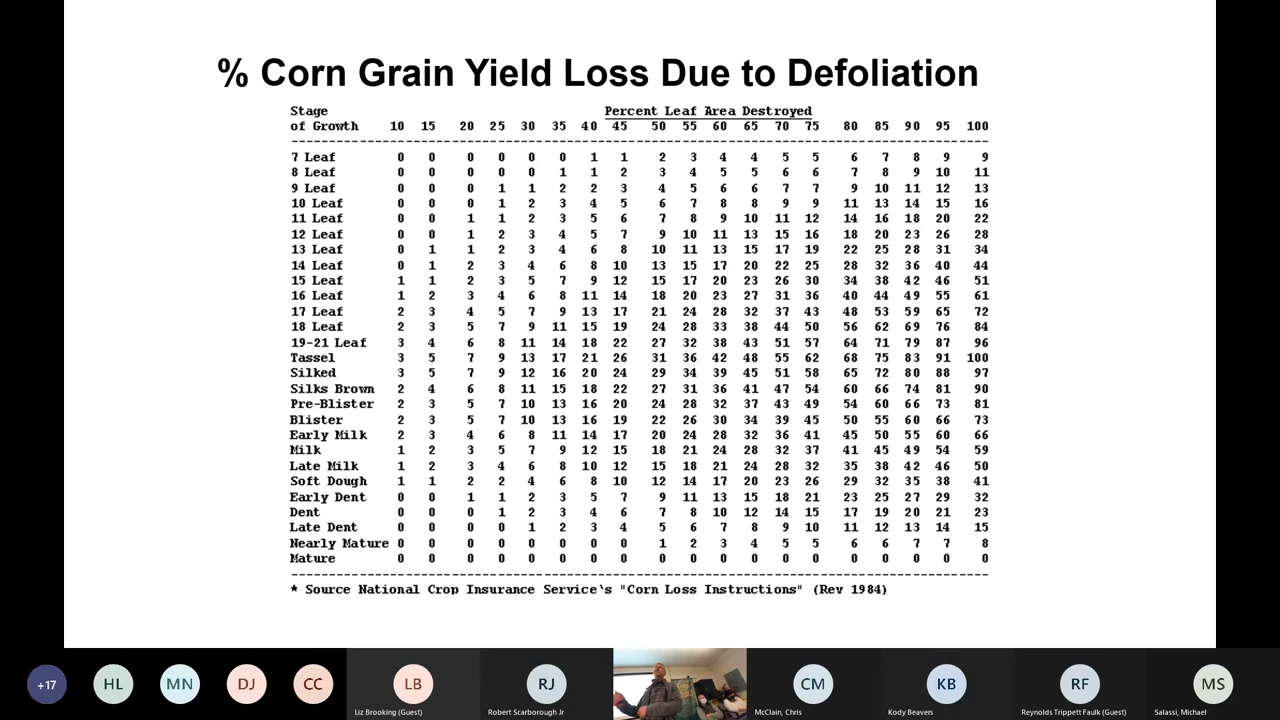 % Corn Grain Yield Loss Due to Defoliation
Stage Percent Leaf Area Destroyed
of Growth 10 15 20 25 30 35 40 45 50 55 60 65 70 75 80 85 90 95 100
7 Leaf 0 0 0 0 0 0 1 1 2 3 4 4 5 5 6 7 8 9 9
8 Leaf 0 0 0 0 0 1 1 2 3 4 5 5 6 6 7 8 9 10 11
9 Leaf 0 0 0 1 1 2 2 3 4 5 6 6 7 7 9 10 11 12 13
10 Leaf 0 0 0 1 2 3 4 5 6 7 8 8 9 9 11 13 14 15 16
11 Leaf 0 0 1 1 2 3 5 6 7 8 9 10 11 12 14 16 18 20 22
12 Leaf 0 0 1 2 3 4 5 7 9 10 11 13 15 16 18 20 23 26 28
13 Leaf 0 1 1 2 3 4 6 8 10 11 13 15 17 19 22 25 28 31 34
14 Leaf 0 1 2 3 4 6 8 10 13 15 17 20 22 25 28 32 36 40 44
15 Leaf 1 1 2 3 5 7 9 12 15 17 20 23 26 30 34 38 42 46 51
16 Leaf 1 2 3 4 6 8 11 14 18 20 23 27 31 36 40 44 49 55 61
17 Leaf 2 3 4 5 7 9 13 17 21 24 28 32 37 43 48 53 59 65 72
18 Leaf 2 3 5 7 9 11 15 19 24 28 33 38 44 50 56 62 69 76 84
19-21 Leaf 3 4 6 8 11 14 18 22 27 32 38 43 51 57 64 71 79 87 96
Tassel 3 5 7 9 13 17 21 26 31 36 42 48 55 62 68 75 83 91 100
Silked 3 5 7 9 12 16 20 24 29 34 39 45 51 58 65 72 80 88 97
Silks Brown 2 4 6 8 11 15 18 22 27 31 36 41 47 54 60 66 74 81 90
Pre-Blister 2 3 5 7 10 13 16 20 24 28 32 37 43 49 54 60 66 73 81
Blister 2 3 5 7 10 13 16 19 22 26 30 34 39 45 50 55 60 66 73
Early Milk 2 3 4 6 8 11 14 17 20 24 28 32 36 41 45 50 55 60 66
Milk 1 2 3 5 7 9 12 15 18 21 24 28 32 37 41 45 49 54 59
Late Milk 1 2 3 4 6 8 10 12 15 18 21 24 28 32 35 38 42 46 50
Soft Dough 1 1 2 2 4 6 8 10 12 14 17 20 23 26 29 32 35 38 41
Early Dent 0 0 1 1 2 3 5 7 9 11 13 15 18 21 23 25 27 29 32
Dent 0 0 0 1 2 3 4 6 7 8 10 12 14 15 17 19 20 21 23
Late Dent 0 0 0 0 1 2 3 4 5 6 7 8 9 10 11 12 13 14 15
Nearly Mature 0 0 0 0 0 0 0 0 1 2 3 4 5 5 6 6 7 7 8
Mature 0 0 0 0 0 0 0 0 0 0 0 0 0 0 0 0 0 0 0
* Source National Crop Insurance Service's "Corn Loss Instructions" (Rev 1984)
+17 HL MN DJ CC LB RJ CM KB RF MS
Liz Brooking (Guest) Robert Scarborough Jr McClain, Chris Kody Beavers Reynolds Trippett Faulk (Guest) Salassi, Michael